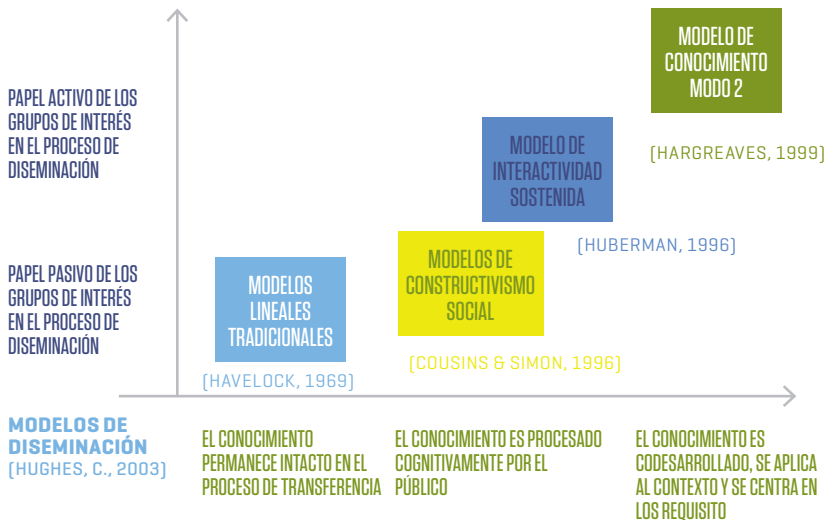 MODELO DE
CONOCIMIENTO
MODO 2
(HARGREAVES, 1999)
PAPEL ACTIVO DE LOS
GRUPOS DE INTERÉS
EN EL PROCESO DE
DISEMINACIÓN
MODELO DE
INTERACTIVIDAD
SOSTENIDA
(HUBERMAN, 1996)
PAPEL PASIVO DE LOS
GRUPOS DE INTERÉS
EN EL PROCESO DE
DISEMINACIÓN
MODELOS
LINEALES
TRADICIONALES
(HAVELOCK, 1969)
MODELOS DE
CONSTRUCTIVISMO
SOCIAL
(COUSINS & SIMON, 1996)
MODELOS DE
DISEMINACIÓN
(HUGHES, C., 2003)
EL CONOCIMIENTO
PERMANECE INTACTO EN EL
PROCESO DE TRANSFERENCIA
EL CONOCIMIENTO ES PROCESADO
COGNITIVAMENTE POR EL
PÚBLICO
EL CONOCIMIENTO ES
CODESARROLLADO, SE APLICA
AL CONTEXTO Y SE CENTRA EN
LOS REQUISITO